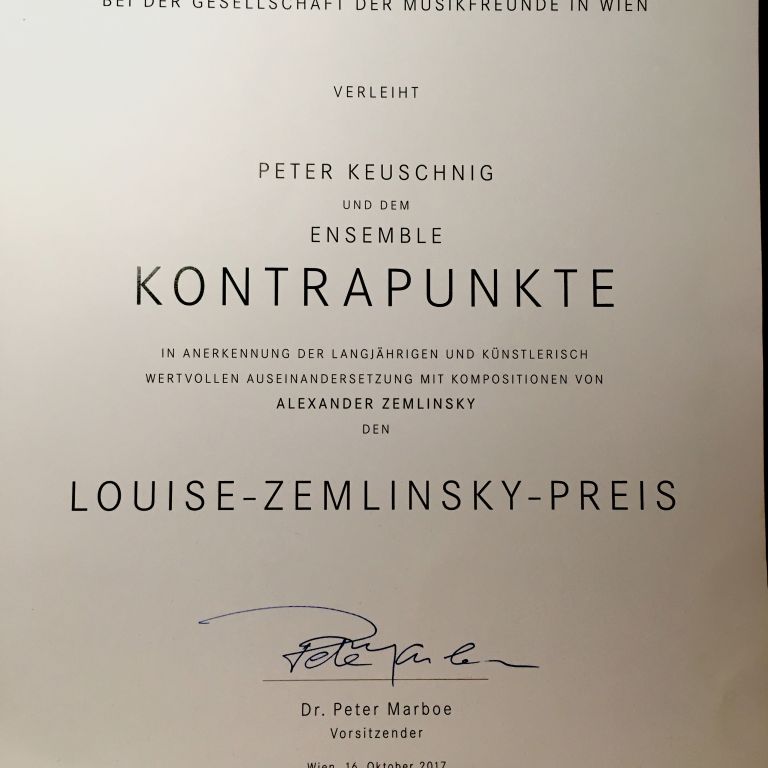 BEI DER GESELLSCHAFT DER MUSIKFREUNDE IN WIEN
VERLEIHT
PETER KEUSCHNIG
UND DEM
ENSEMBLE
KONTRAPUNKTE
IN ANERKENNUNG DER LANGJÄHRIGEN UND KÜNSTLERISCH
WERTVOLLEN AUSEINANDERSETZUNG MIT KOMPOSITIONEN VON
ALEXANDER ZEMLINSKY
DEN
LOUISE-ZEMLINSKY-PREIS
Peter Marboe
Dr. Peter Marboe
Vorsitzender
Wien, 16. Oktober 2017